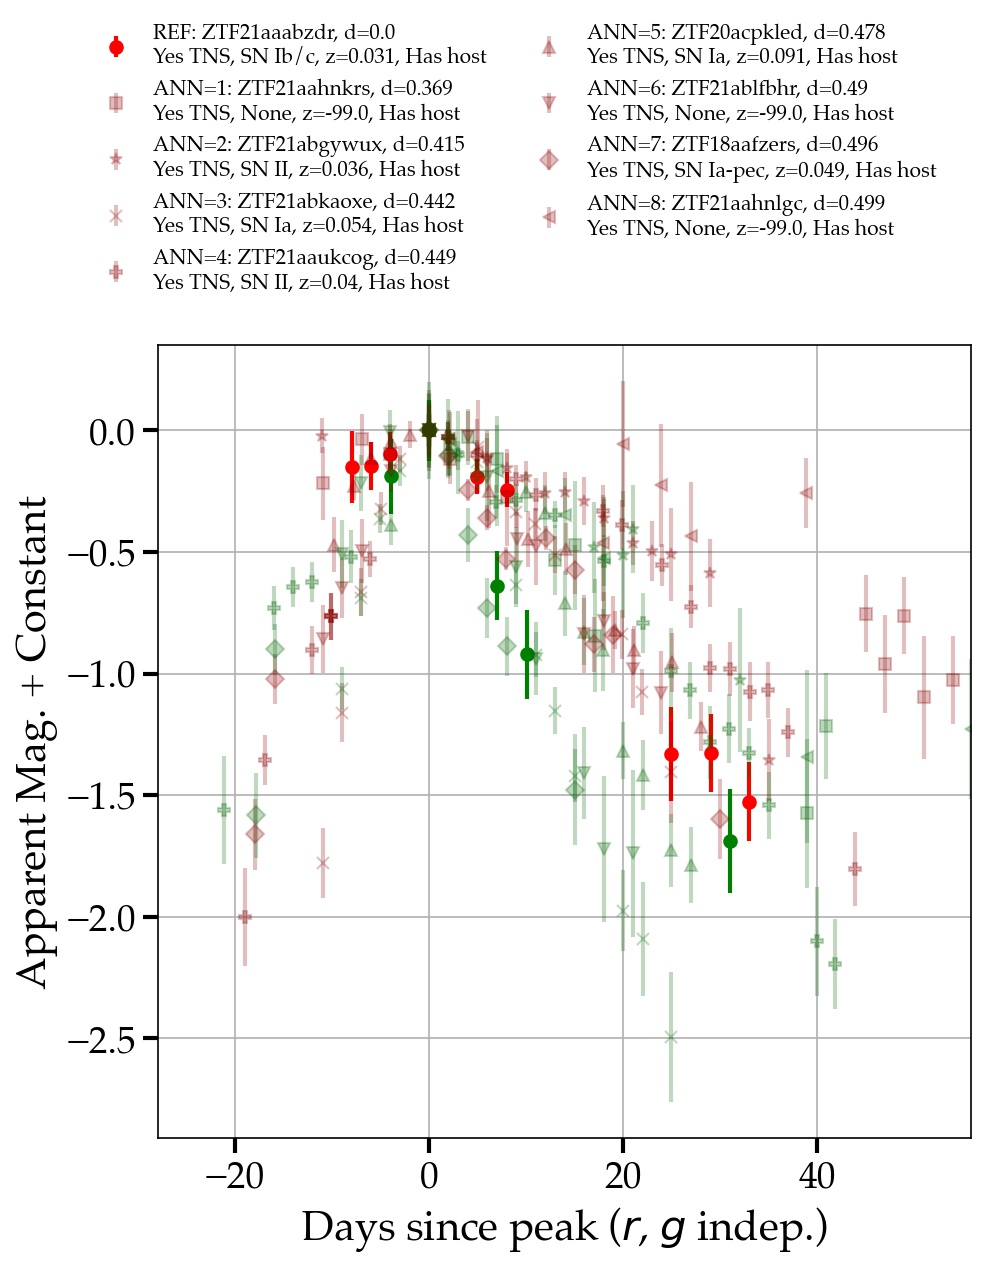 REF: ZTF21aaabzdr, d=0.0
Yes TNS, SN Ib/c, z=0.031, Has host
ANN=1: ZTF21aahnkrs, d=0.369
Yes TNS, None, z=-99.0, Has host
ANN=2: ZTF21abgywux, d=0.415
Yes TNS, SN II, z=0.036, Has host
ANN=3: ZTF21abkaoxe, d=0.442
Yes TNS, SN Ia, z=0.054, Has host
ANN=4: ZTF21aaukcog, d=0.449
Yes TNS, SN II, z=0.04, Has host
ANN=5: ZTF20acpkled, d=0.478
Yes TNS, SN Ia, z=0.091, Has host
ANN=6: ZTF21ablfbhr, d=0.49
Yes TNS, None, z=-99.0, Has host
ANN=7: ZTF18aafzers, d=0.496
Yes TNS, SN Ia-pec, z=0.049, Has host
ANN=8: ZTF21aahnlgc, d=0.499
Yes TNS, None, z=-99.0, Has host
Apparent Mag. + Constant
0.0
−0.5
−1.0
−1.5
−2.0
−2.5
−20
0
20
40
Days since peak (r, g indep.)